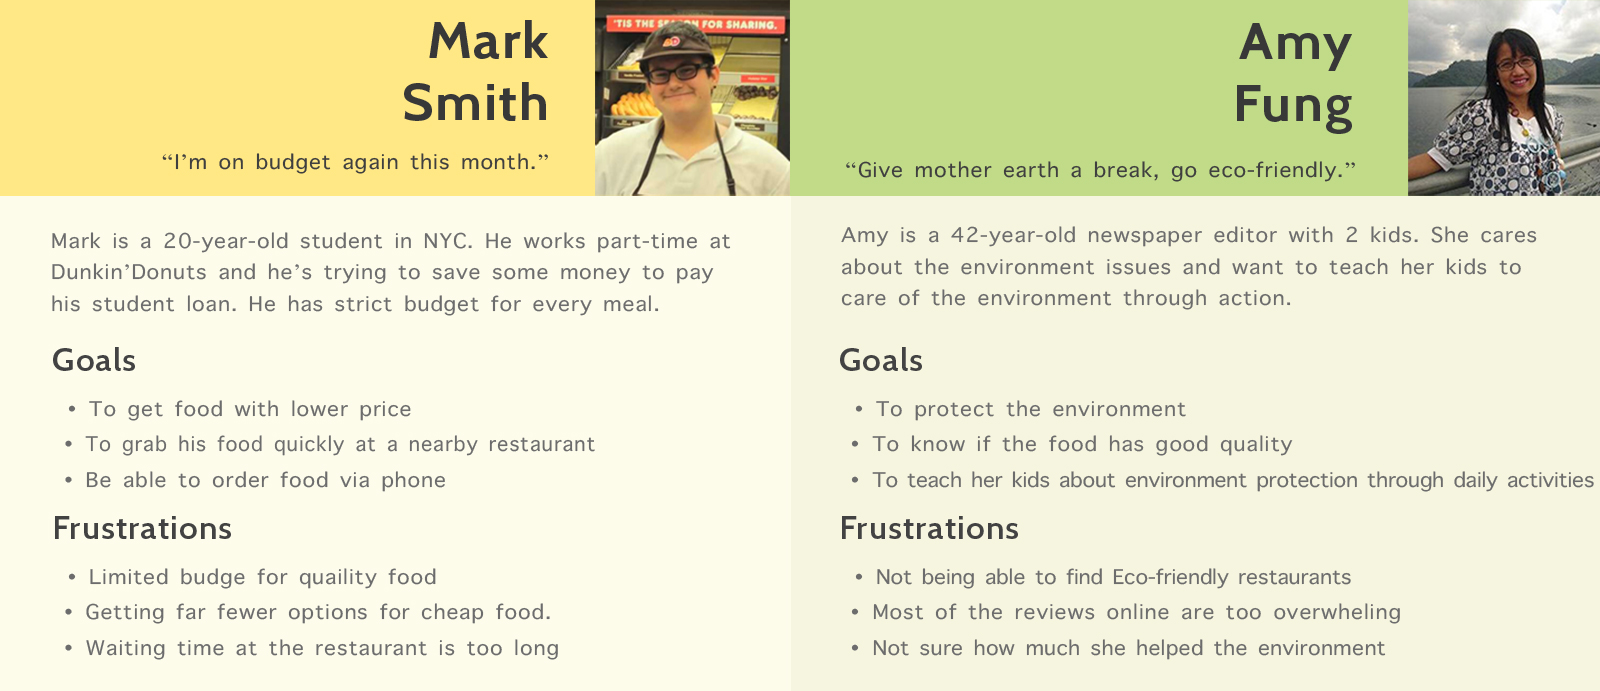 Mark
Smith
“I’m on budget again this month.”
Mark is a 20-year-old student in NYC. He works part-time at
Dunkin’Donuts and he’s trying to save some money to pay
his student loan. He has strict budget for every meal.
Goals
• To get food with lower price
• To grab his food quickly at a nearby restaurant
• Be able to order food via phone
Frustrations
• Limited budge for quaility food
• Getting far fewer options for cheap food.
• Waiting time at the restaurant is too long
'TIS THE SEASON FOR SHARING.
Amy
Fung
“Give mother earth a break, go eco-friendly.”
Amy is a 42-year-old newspaper editor with 2 kids. She cares
about the environment issues and want to teach her kids to
care of the environment through action.
Goals
• To protect the environment
• To know if the food has good quality
• To teach her kids about environment protection through daily activities
Frustrations
• Not being able to find Eco-friendly restaurants
• Most of the reviews online are too overwheling
• Not sure how much she helped the environment